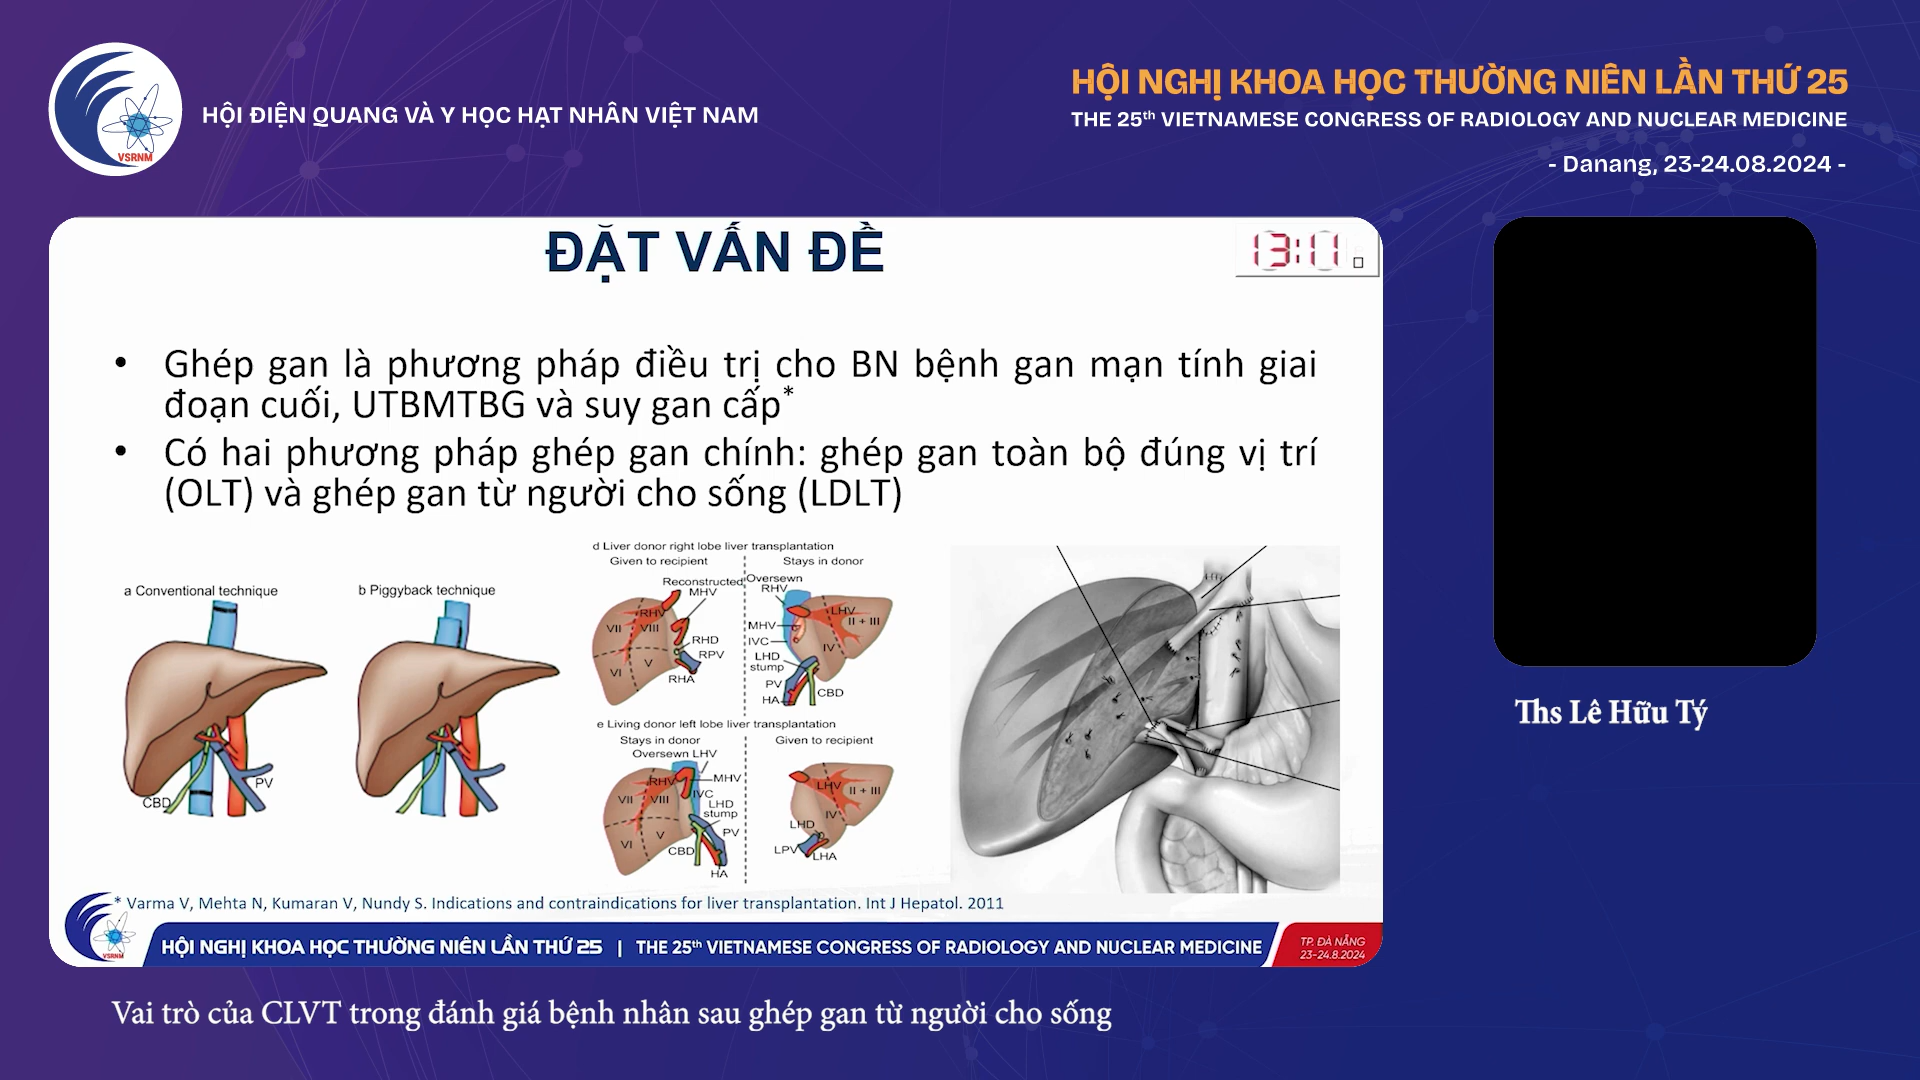 VSRNM
HỘI ĐIỆN QUANG VÀ Y HỌC HẠT NHÂN VIỆT NAM
HỘI NGHỊ KHOA HỌC THƯỜNG NIÊN LẦN THỨ 25
THE 25th VIETNAMESE CONGRESS OF RADIOLOGY AND NUCLEAR MEDICINE
- Danang, 23-24.08.2024 -
ĐẶT VẤN ĐỀ
13:11
• Ghép gan là phương pháp điều trị cho BN bệnh gan mạn tính giai
đoạn cuối, UTBMTBG và suy gan cấp*
• Có hai phương pháp ghép gan chính: ghép gan toàn bộ đúng vị trí
(OLT) và ghép gan từ người cho sống (LDLT)
a Conventional technique
CBD
PV
b Piggyback technique
d Liver donor right lobe liver transplantation
Given to recipient
Stays in donor
Reconstructed
MHV
Oversewn
RHV
RHV
VII
VIII
VI
V
RHD
RPV
RHA
LHV
II + III
MHV
IVC
IV
LHD
stump
PV
HA
CBD
e Living donor left lobe liver transplantation
Stays in donor
Given to recipient
Oversewn LHV
RHV
MHV
VII
VIII
IVC
LHD
stump
V
PV
VI
CBD
HA
LHV
II + III
IV
LHD
LPV
LHA
* Varma V, Mehta N, Kumaran V, Nundy S. Indications and contraindications for liver transplantation. Int J Hepatol. 2011
VSRNM
HỘI NGHỊ KHOA HỌC THƯỜNG NIÊN LẦN THỨ 25 | THE 25th VIETNAMESE CONGRESS OF RADIOLOGY AND NUCLEAR MEDICINE
TP. ĐÀ NẴNG
23-24.8.2024
Ths Lê Hữu Tý
Vai trò của CLVT trong đánh giá bệnh nhân sau ghép gan từ người cho sống